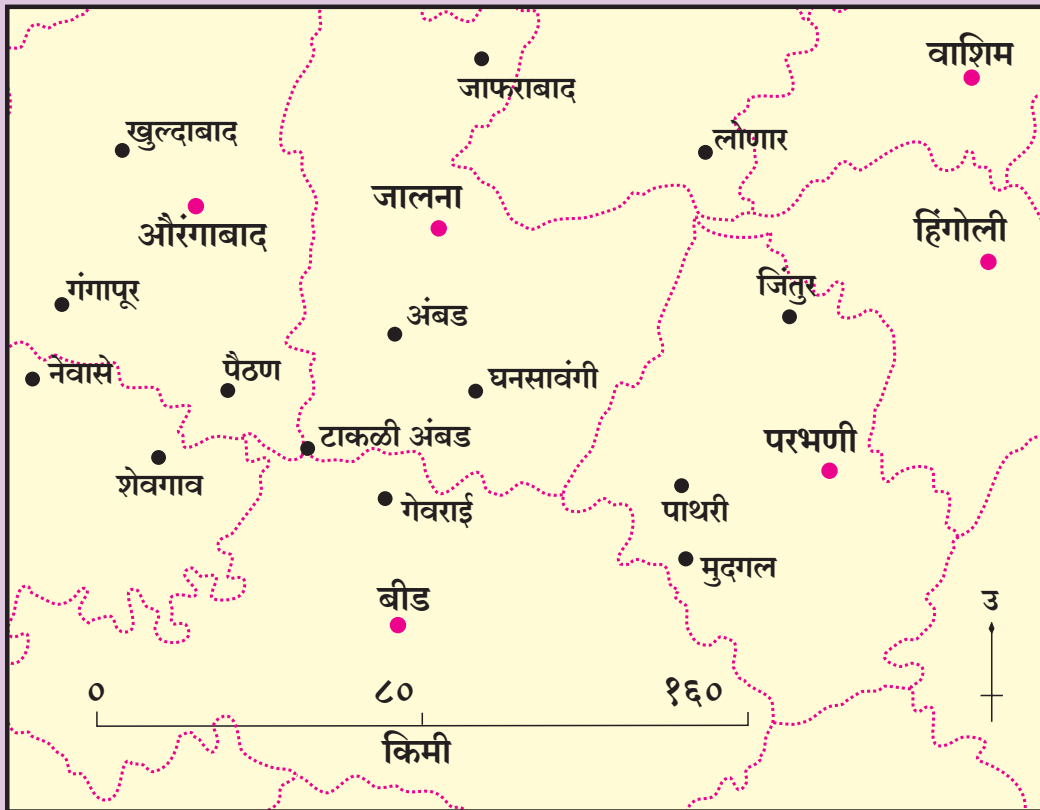 वाशिम
जाफराबाद
खुल्दाबाद
लोणार
जालना
औरंगाबाद
हिंगोली
गंगापूर
जिंतुर
अंबड
नेवासे
पैठण
घनसावंगी
टाकळी अंबड
परभणी
शेवगाव
गेवराई
पाथरी
मुदगल
बीड
उ
० ८० १६०
किमी